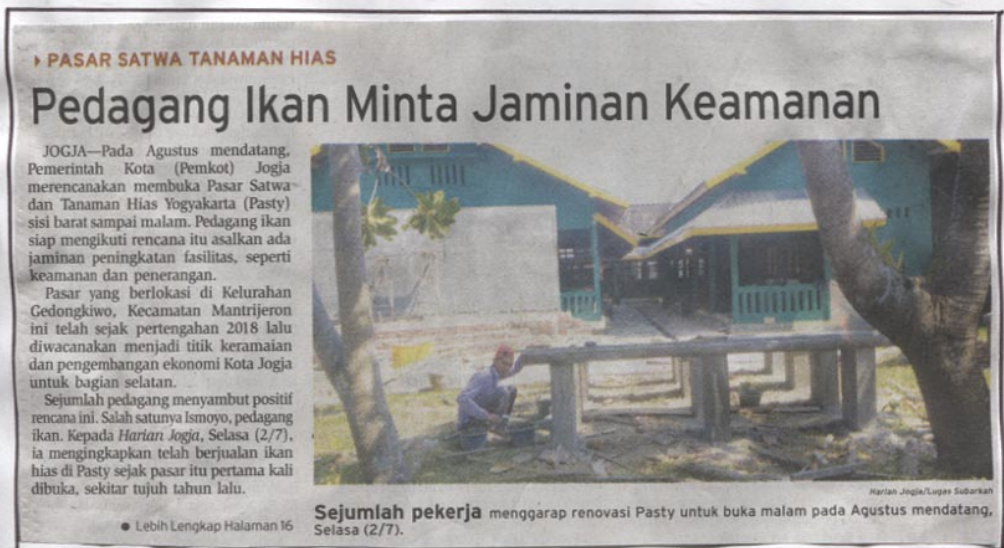 PASAR SATWA TANAMAN HIAS
Pedagang Ikan Minta Jaminan Keamanan
JOGJA—Pada Agustus mendatang,
Pemerintah Kota (Pemkot) Jogja
merencanakan membuka Pasar Satwa
dan Tanaman Hias Yogyakarta (Pasty)
sisi barat sampai malam. Pedagang ikan
siap mengikuti rencana itu asalkan ada
jaminan peningkatan fasilitas, seperti
keamanan dan penerangan.
Pasar yang berlokasi di Kelurahan
Gedongkiwo, Kecamatan Mantrijeron
ini telah sejak pertengahan 2018 lalu
diwacanakan menjadi titik keramaian
dan pengembangan ekonomi Kota Jogja
untuk bagian selatan.
Sejumlah pedagang menyambut positif
rencana ini. Salah satunya Ismoyo, pedagang
ikan. Kepada Harian Jogja, Selasa (2/7),
ia mengingkapkan telah berjualan ikan
hias di Pasty sejak pasar itu pertama kali
dibuka, sekitar tujuh tahun lalu.
● Lebih Lengkap Halaman 16
Harian Jogja/Lugas Subarkah
Sejumlah pekerja menggarap renovasi Pasty untuk buka malam pada Agustus mendatang,
Selasa (2/7).